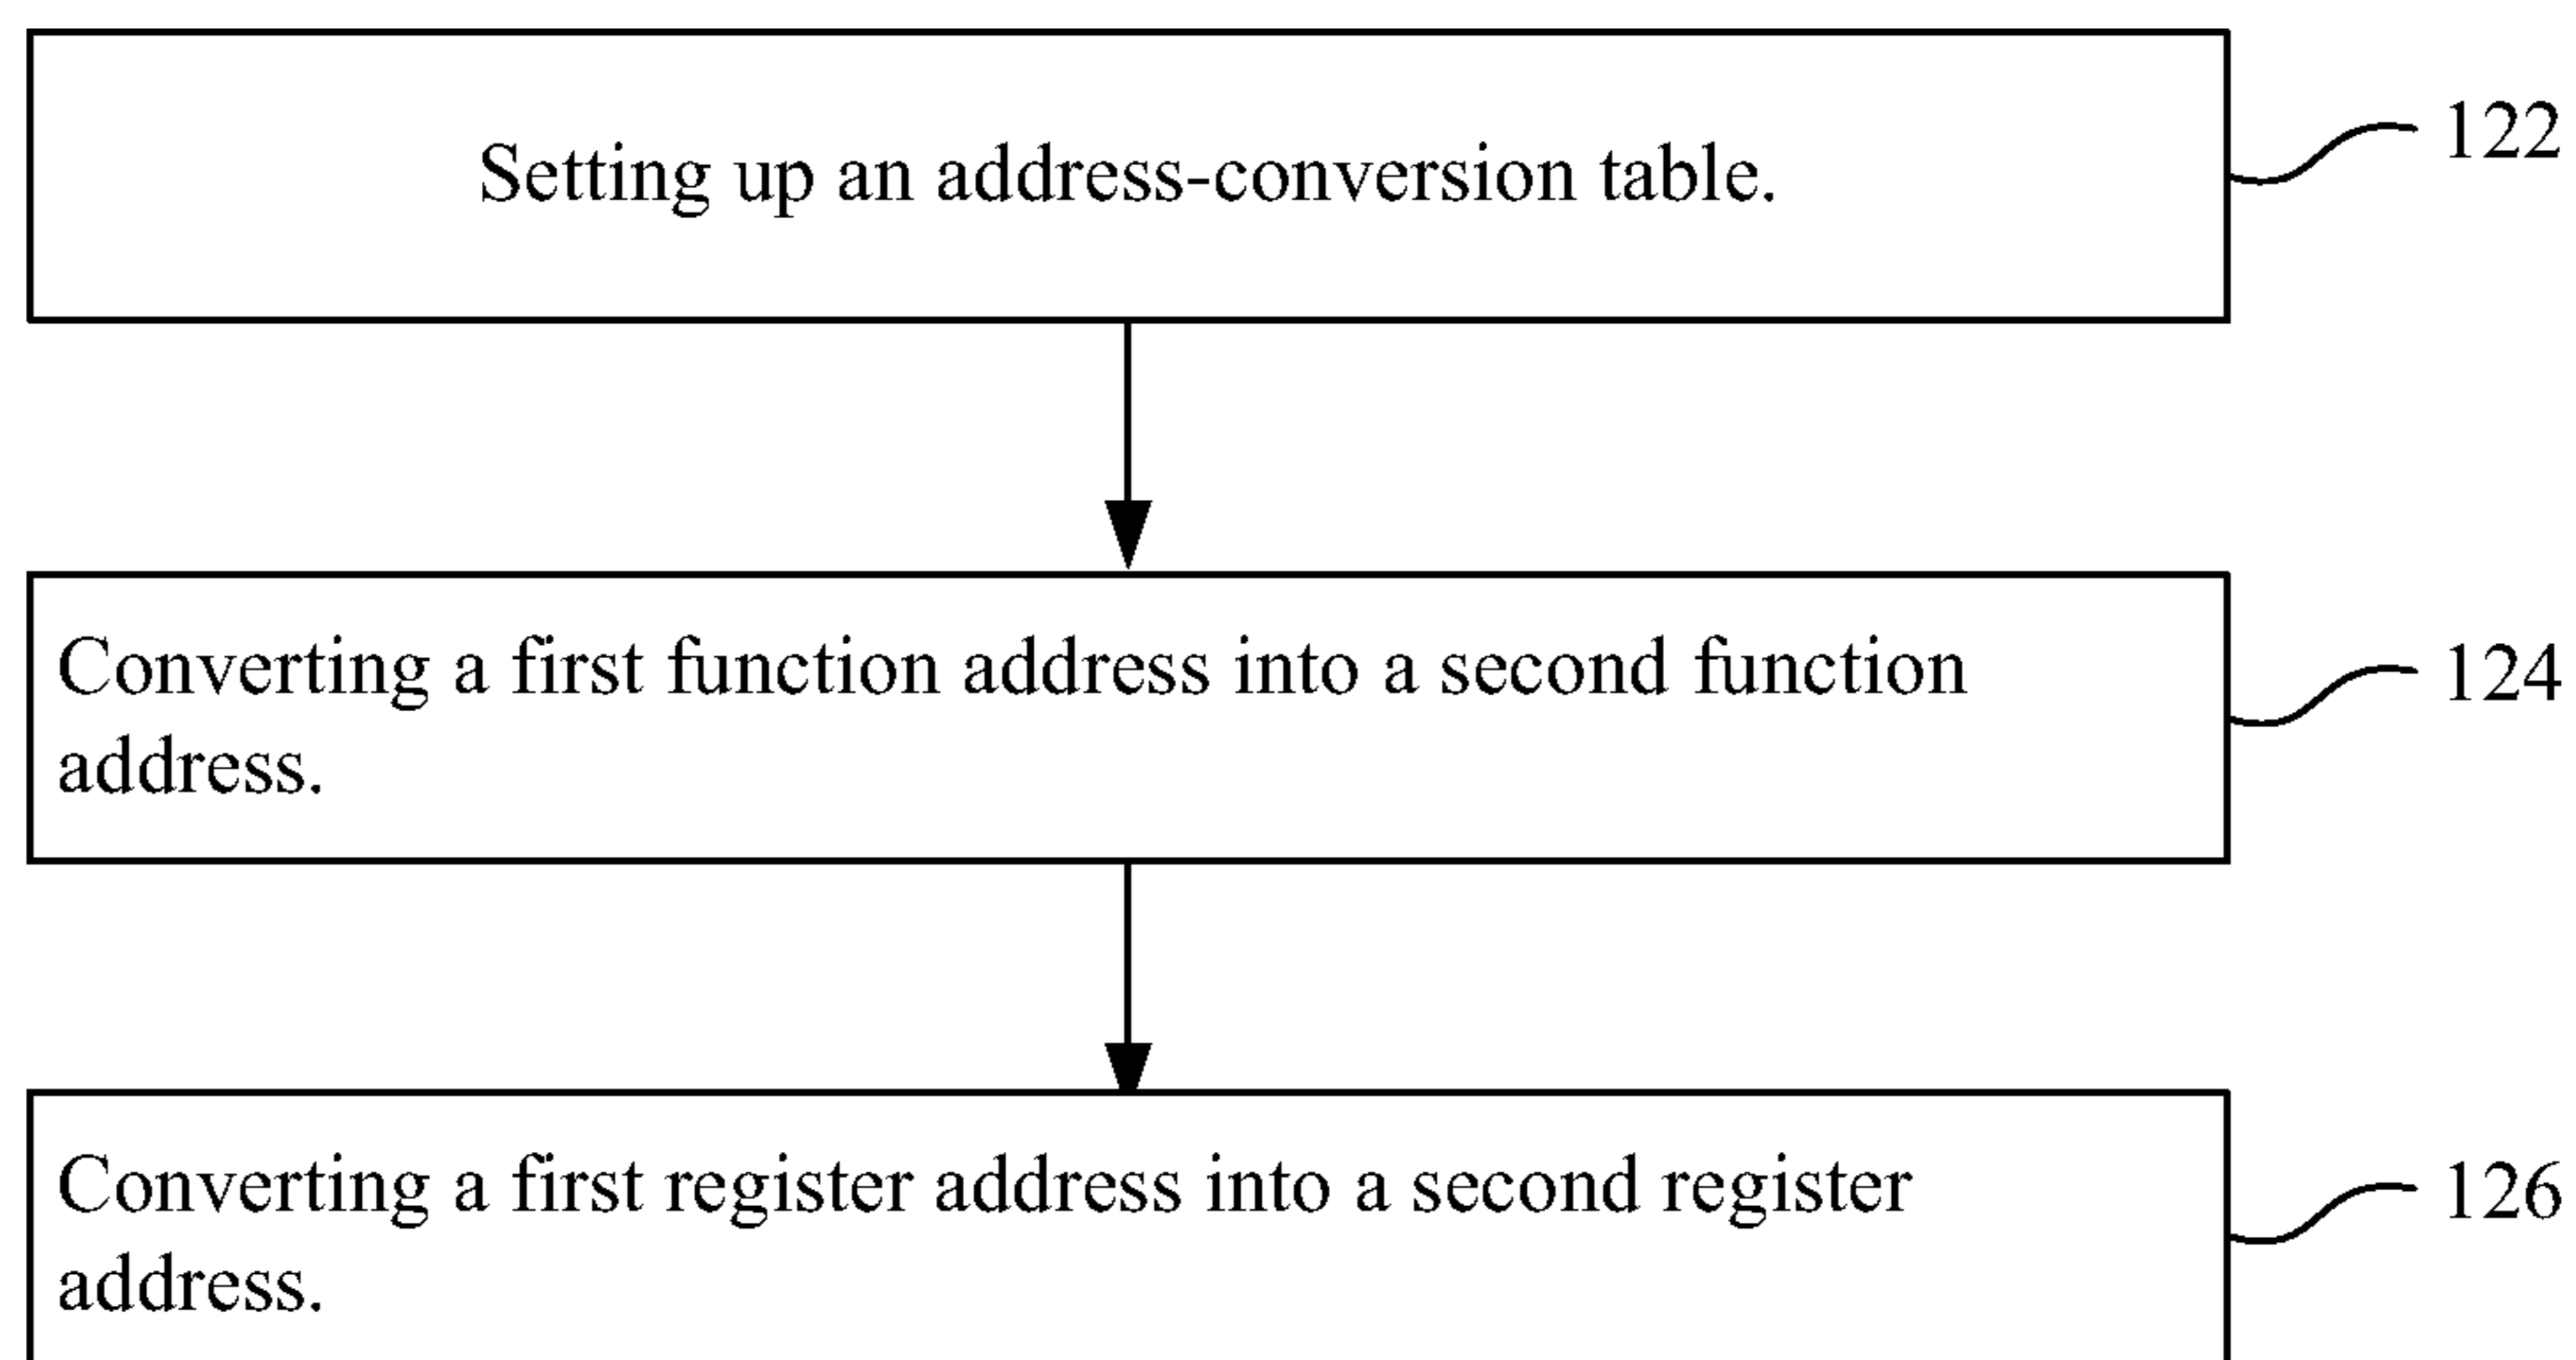 Setting up an address-conversion table.
122
Converting a first function address into a second function
address.
124
Converting a first register address into a second register
address.
126